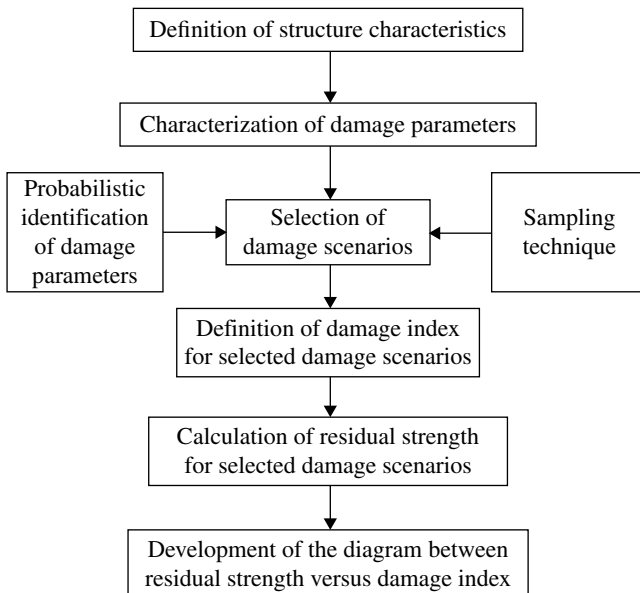 Definition of structure characteristics
Characterization of damage parameters
Probabilistic
identification
of damage
parameters
Selection of
damage scenarios
Sampling
technique
Definition of damage index
for selected damage scenarios
Calculation of residual strength
for selected damage scenarios
Development of the diagram between
residual strength versus damage index